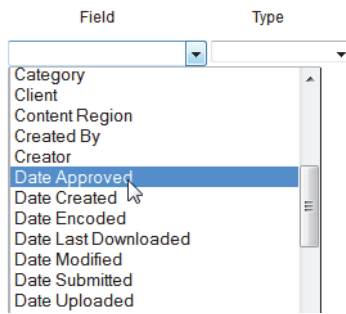 Field Type
Category
Client
Content Region
Created By
Creator
Date Approved
Date Created
Date Encoded
Date Last Downloaded
Date Modified
Date Submitted
Date Uploaded